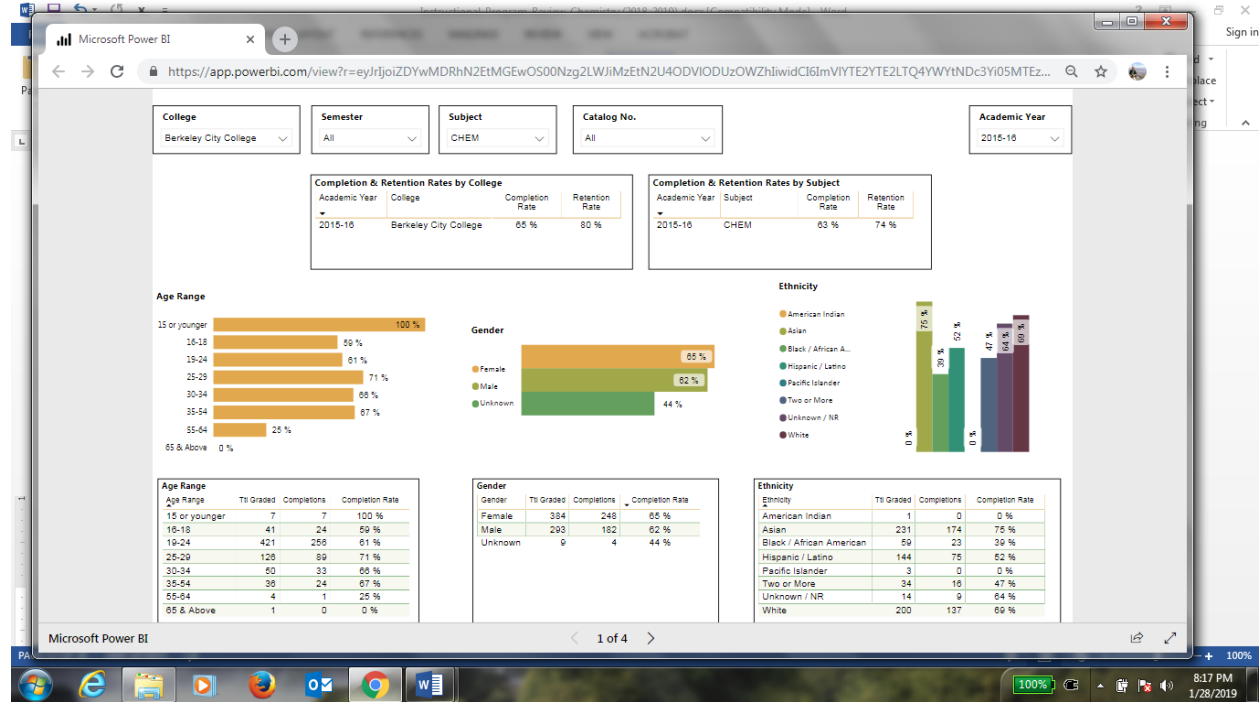 Instructional Program Review Chemistry (2018-2019).docx [Compatibility Mode] - Word
Sign in
Microsoft Power BI
https://app.powerbi.com/view?r=eyJrIjoiZDYwMDRhN2EtMGEwOS00Nzg2LWJiMzEtN2U4ODVlODUzOWZhIiwidCI6ImVlYTE2YTE2LTQ4YWYtNDc3Yi05MTEz...
College
Semester
Subject
Catalog No.
Academic Year
Berkeley City College
All
CHEM
All
2015-16
Completion & Retention Rates by College
Academic Year College Completion Rate Retention Rate
2015-16 Berkeley City College 65 % 80 %
Completion & Retention Rates by Subject
Academic Year Subject Completion Rate Retention Rate
2015-16 CHEM 63 % 74 %
Age Range
15 or younger 100 %
16-18 59 %
19-24 61 %
25-29 71 %
30-34 66 %
35-54 67 %
55-64 25 %
65 & Above 0 %
Gender
Female
Male
Unknown
65 %
62 %
44 %
Ethnicity
American Indian
Asian
Black / African A...
Hispanic / Latino
Pacific Islander
Two or More
Unknown / NR
White
0 %
75 %
39 %
52 %
0 %
47 %
64 %
69 %
Age Range
Age Range Ttl Graded Completions Completion Rate
15 or younger 7 7 100 %
16-18 41 24 59 %
19-24 421 256 61 %
25-29 126 89 71 %
30-34 50 33 66 %
35-54 36 24 67 %
55-64 4 1 25 %
65 & Above 1 0 0 %
Gender
Gender Ttl Graded Completions Completion Rate
Female 384 248 65 %
Male 293 182 62 %
Unknown 9 4 44 %
Ethnicity
Ethnicity Ttl Graded Completions Completion Rate
American Indian 1 0 0 %
Asian 231 174 75 %
Black / African American 59 23 39 %
Hispanic / Latino 144 75 52 %
Pacific Islander 3 0 0 %
Two or More 34 16 47 %
Unknown / NR 14 9 64 %
White 200 137 69 %
Microsoft Power BI
1 of 4
100%
100%
8:17 PM
1/28/2019